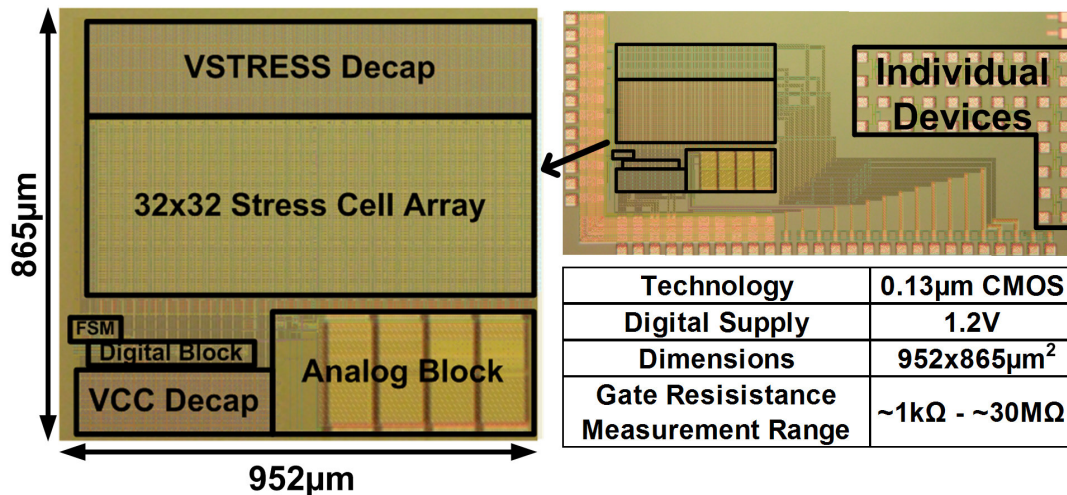 VSTRESS Decap
32x32 Stress Cell Array
FSM
Digital Block
VCC Decap
Analog Block
865µm
952µm
Individual
Devices
Technology 0.13µm CMOS
Digital Supply 1.2V
Dimensions 952x865µm²
Gate Resisistance
Measurement Range ~1kΩ - ~30MΩ